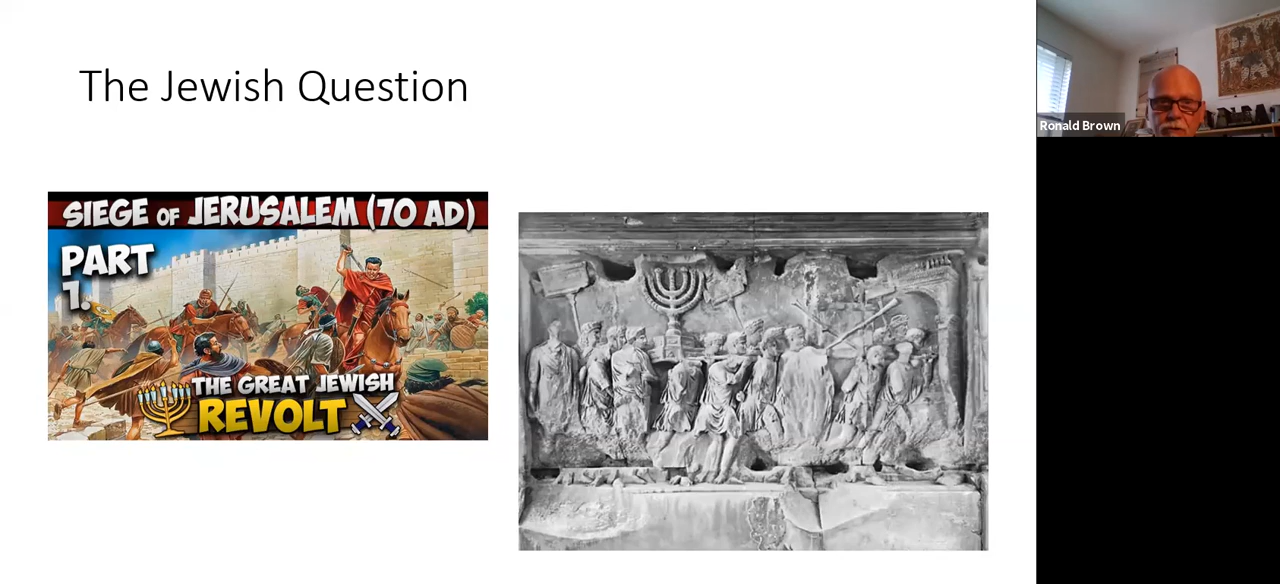 The Jewish Question
SIEGE OF JERUSALEM (70 AD)
PART
1.
THE GREAT JEWISH
REVOLT
Ronald Brown